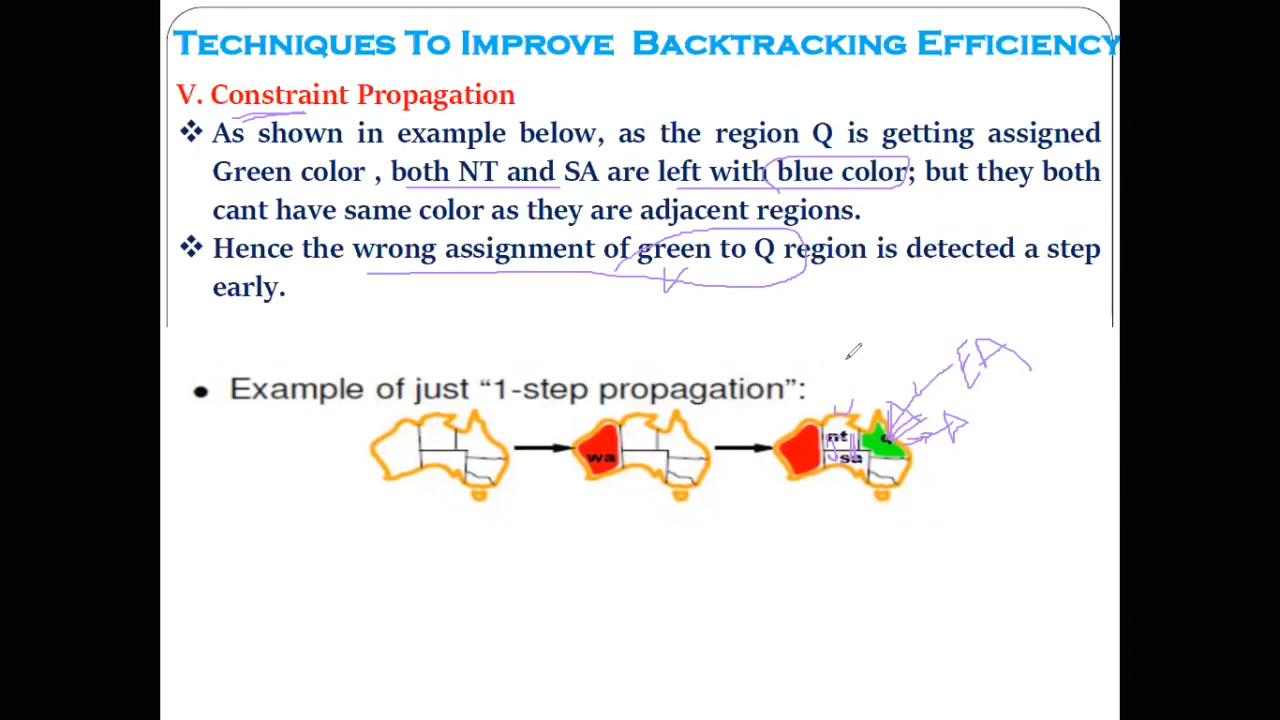 TECHNIQUES TO IMPROVE BACKTRACKING EFFICIENCY
V. Constraint Propagation
❖ As shown in example below, as the region Q is getting assigned
Green color , both NT and SA are left with blue color; but they both
cant have same color as they are adjacent regions.
❖ Hence the wrong assignment of green to Q region is detected a step
early.
• Example of just “1-step propagation”:
wa
nt
sa